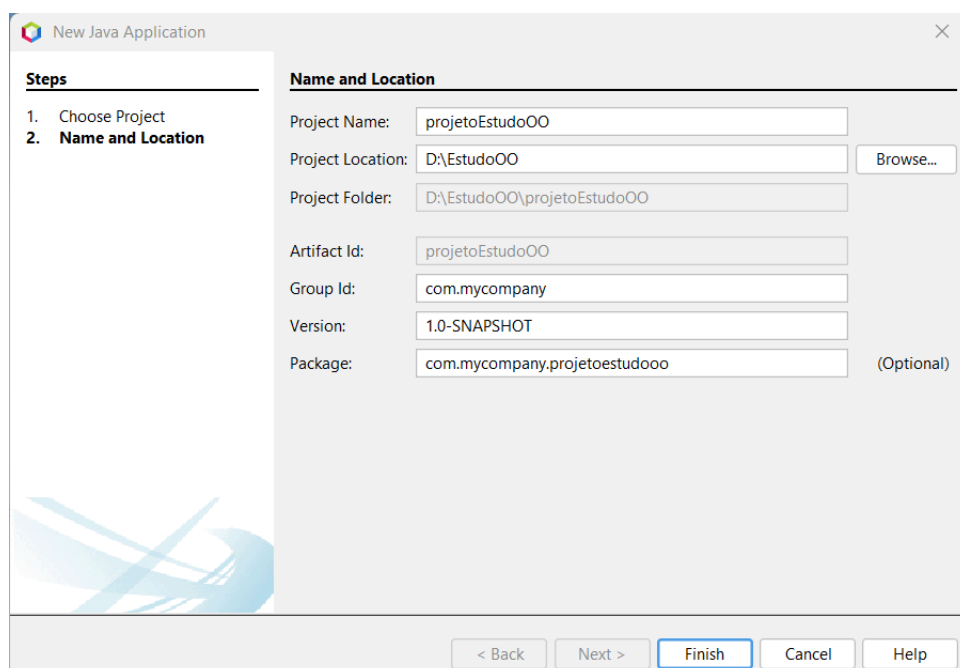 New Java Application
Steps
1. Choose Project
2. Name and Location
Name and Location
Project Name: projetoEstudoOO
Project Location: D:\EstudoOO Browse...
Project Folder: D:\EstudoOO\projetoEstudoOO
Artifact Id: projetoEstudoOO
Group Id: com.mycompany
Version: 1.0-SNAPSHOT
Package: com.mycompany.projetoestudooo (Optional)
< Back Next > Finish Cancel Help